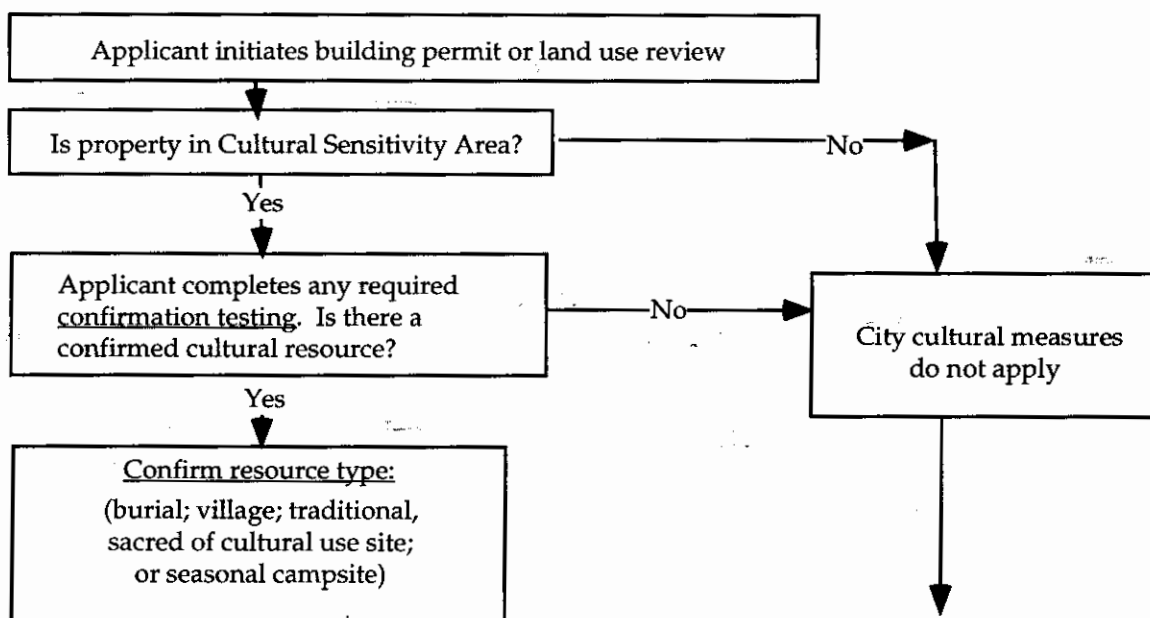 Applicant initiates building permit or land use review
Is property in Cultural Sensitivity Area?
No
Yes
Applicant completes any required
confirmation testing. Is there a
confirmed cultural resource?
No
City cultural measures
do not apply
Yes
Confirm resource type:
(burial; village; traditional,
sacred of cultural use site;
or seasonal campsite)